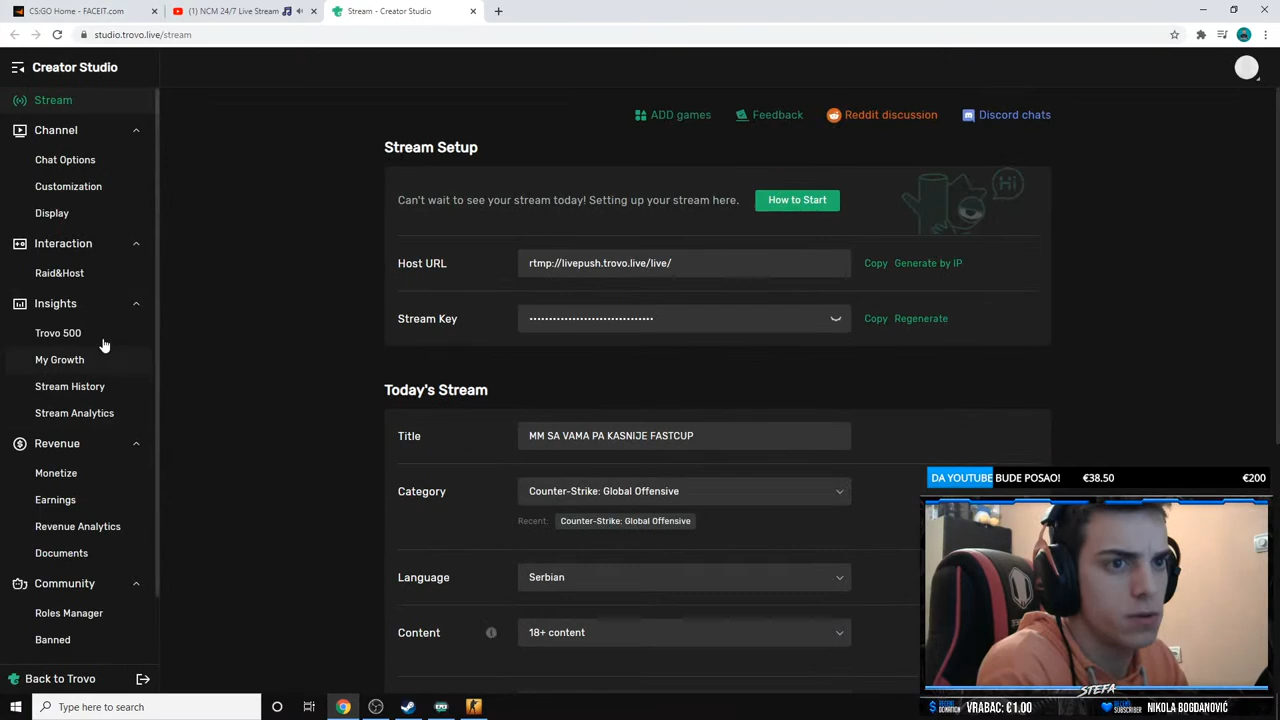 CS:GO Home - FACEIT.com
(1) NCM 24/7 Live Stream
Stream - Creator Studio
studio.trovo.live/stream
Creator Studio
Stream
Channel
Chat Options
Customization
Display
Interaction
Raid&Host
Insights
Trovo 500
My Growth
Stream History
Stream Analytics
Revenue
Monetize
Earnings
Revenue Analytics
Documents
Community
Roles Manager
Banned
Back to Trovo
ADD games
Feedback
Reddit discussion
Discord chats
Stream Setup
Can't wait to see your stream today! Setting up your stream here.
How to Start
Hi
Host URL
rtmp://livepush.trovo.live/live/
Copy Generate by IP
Stream Key
Copy Regenerate
Today's Stream
Title
MM SA VAMA PA KASNIJE FASTCUP
Category
Counter-Strike: Global Offensive
Recent: Counter-Strike: Global Offensive
Language
Serbian
Content
18+ content
DA YOUTUBE BUDE POSAO! €38.50 €200
STEFA
DONATION VRABAC: €1.00
SUBSCRIBER NIKOLA BOGDANOVIĆ
Type here to search